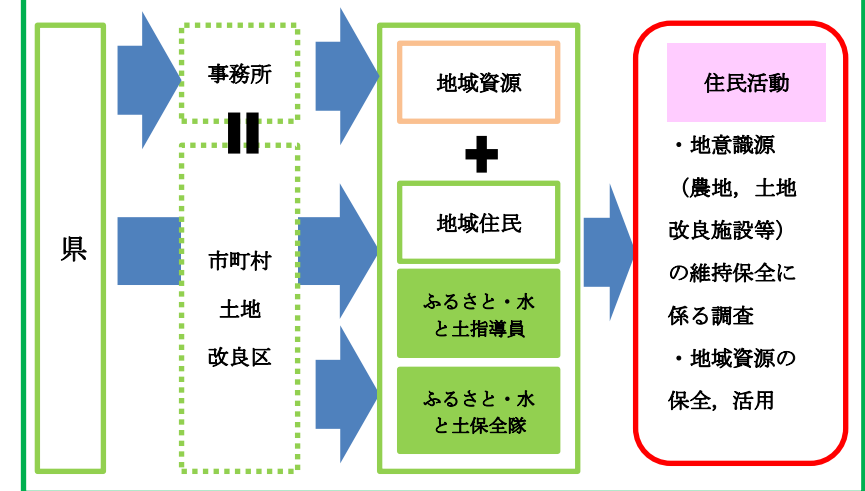 県
事務所
市町村
土地
改良区
地域資源
地域住民
ふるさと・水
と土指導員
ふるさと・水
と土保全隊
住民活動
・地意識源
（農地，土地
改良施設等）
の維持保全に
係る調査
・地域資源の
保全，活用